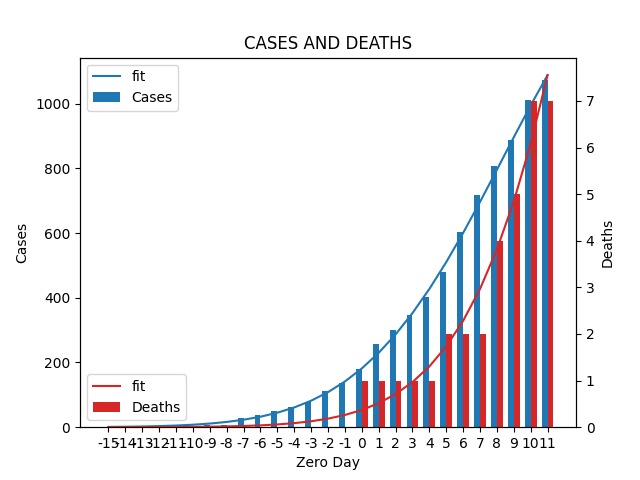 CASES AND DEATHS
fit
Cases
1000
800
600
400
200
0
Cases
7
6
5
4
3
2
1
0
Deaths
fit
Deaths
-15 -14 -13 -12 -11 -10 -9 -8 -7 -6 -5 -4 -3 -2 -1 0 1 2 3 4 5 6 7 8 9 10 11
Zero Day